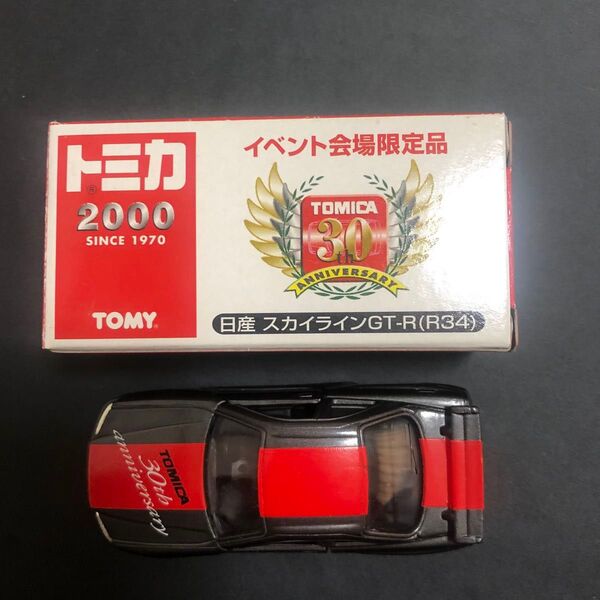 トミカ
®
2000
SINCE 1970
TOMY®
イベント会場限定品
TOMICA
30th
ANNIVERSARY
日産 スカイラインGT-R(R34)
TOMICA
30th
anniversary